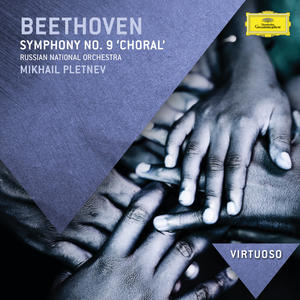 BEETHOVEN
SYMPHONY NO. 9 ‘CHORAL’
RUSSIAN NATIONAL ORCHESTRA
MIKHAIL PLETNEV
Deutsche
Grammophon
VIRTUOSO